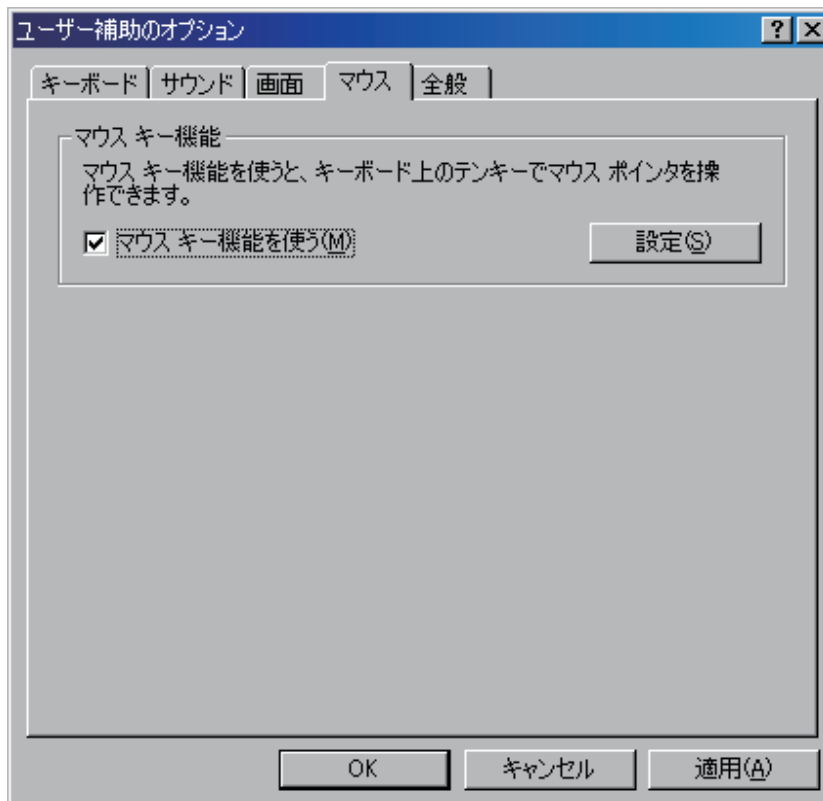 ユーザー補助のオプション
キーボード サウンド 画面 マウス 全般
マウス キー機能
マウス キー機能を使うと、キーボード上のテンキーでマウス ポインタを操
作できます。
マウス キー機能を使う(M) 設定(S)
OK キャンセル 適用(A)